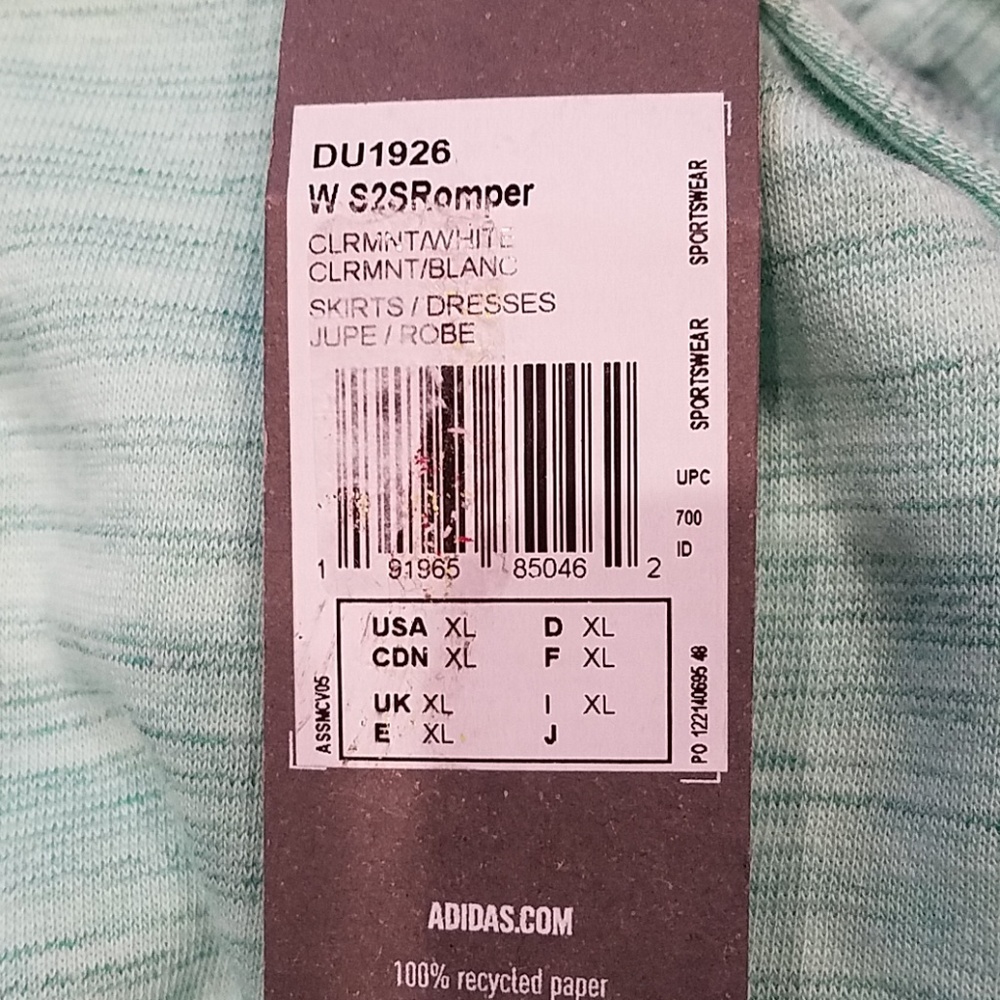 DU1926
W S2SRomper
CLRMNT/WHITE
CLRMNT/BLANC
SKIRTS / DRESSES
JUPE / ROBE
SPORTSWEAR
SPORTSWEAR
UPC
700
ID
1 91965 85046 2
USA XL D XL
CDN XL F XL
UK XL I XL
E XL J
ASSMCV05
PO 122140695 48
ADIDAS.COM
100% recycled paper